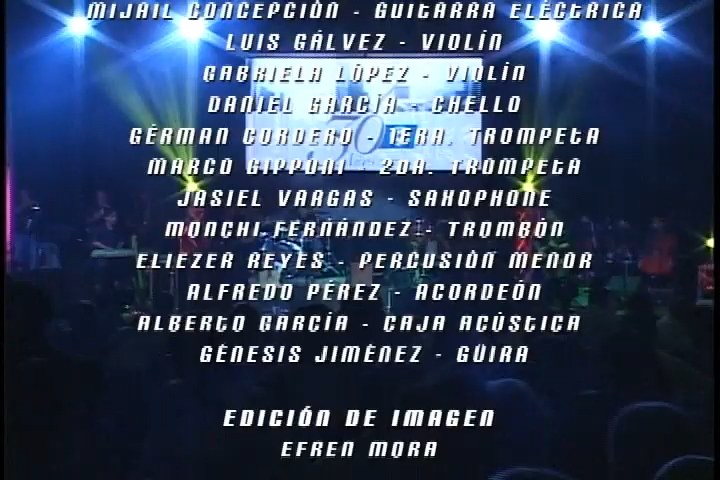 MIJAIL CONCEPCIÓN - GUITARRA ELÉCTRICA
LUIS GÁLVEZ - VIOLÍN
GABRIELA LÓPEZ - VIOLÍN
DANIEL GARCÍA - CHELLO
GÉRMAN CORDERO - 1ERA. TROMPETA
MARCO GIPPONI - 2DA. TROMPETA
JASIEL VARGAS - SAXOPHONE
MONCHI FERNÁNDEZ - TROMBÓN
ELIEZER REYES - PERCUSIÓN MENOR
ALFREDO PÉREZ - ACORDEÓN
ALBERTO GARCÍA - CAJA ACÚSTICA
GÉNESIS JIMÉNEZ - GÜIRA
EDICIÓN DE IMAGEN
EFREN MORA